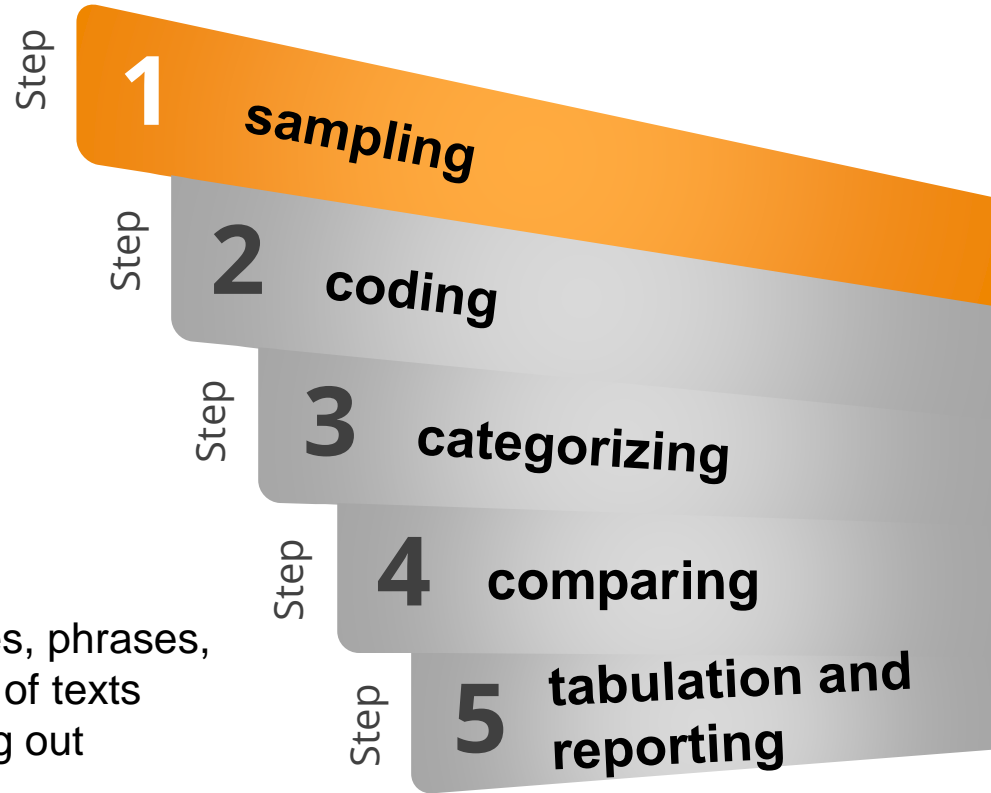 Step 1 sampling
Step 2 coding
Step 3 categorizing
Step 4 comparing
Step 5 tabulation and
reporting
phrases,
of texts
out